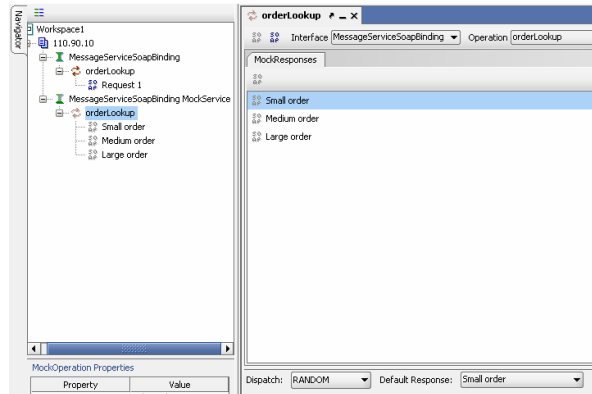 Navigator
Workspace1
110.90.10
MessageServiceSoapBinding
orderLookup
Request 1
MessageServiceSoapBinding MockService
orderLookup
Small order
Medium order
Large order
MockOperation Properties
Property Value
orderLookup
Interface MessageServiceSoapBinding Operation orderLookup
MockResponses
Small order
Medium order
Large order
Dispatch: RANDOM Default Response: Small order